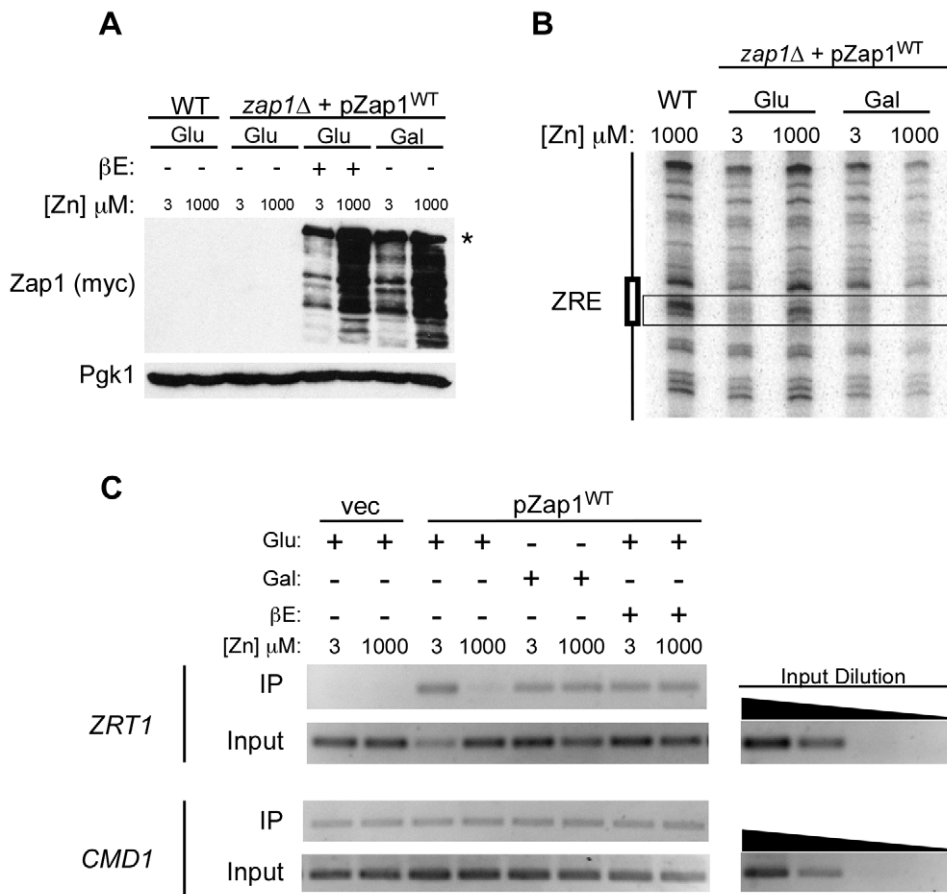 A
WT zap1Δ + pZap1WT
Glu Glu Glu Gal
βE: - - - - + + - -
[Zn] μM: 3 1000 3 1000 3 1000 3 1000
*
Zap1 (myc)
Pgk1
B
zap1Δ + pZap1WT
WT Glu Gal
[Zn] μM: 1000 3 1000 3 1000
ZRE
C
vec pZap1WT
Glu: + + + + - - + +
Gal: - - - - + + - -
βE: - - - - - - + +
[Zn] μM: 3 1000 3 1000 3 1000 3 1000
Input Dilution
ZRT1
IP
Input
CMD1
IP
Input